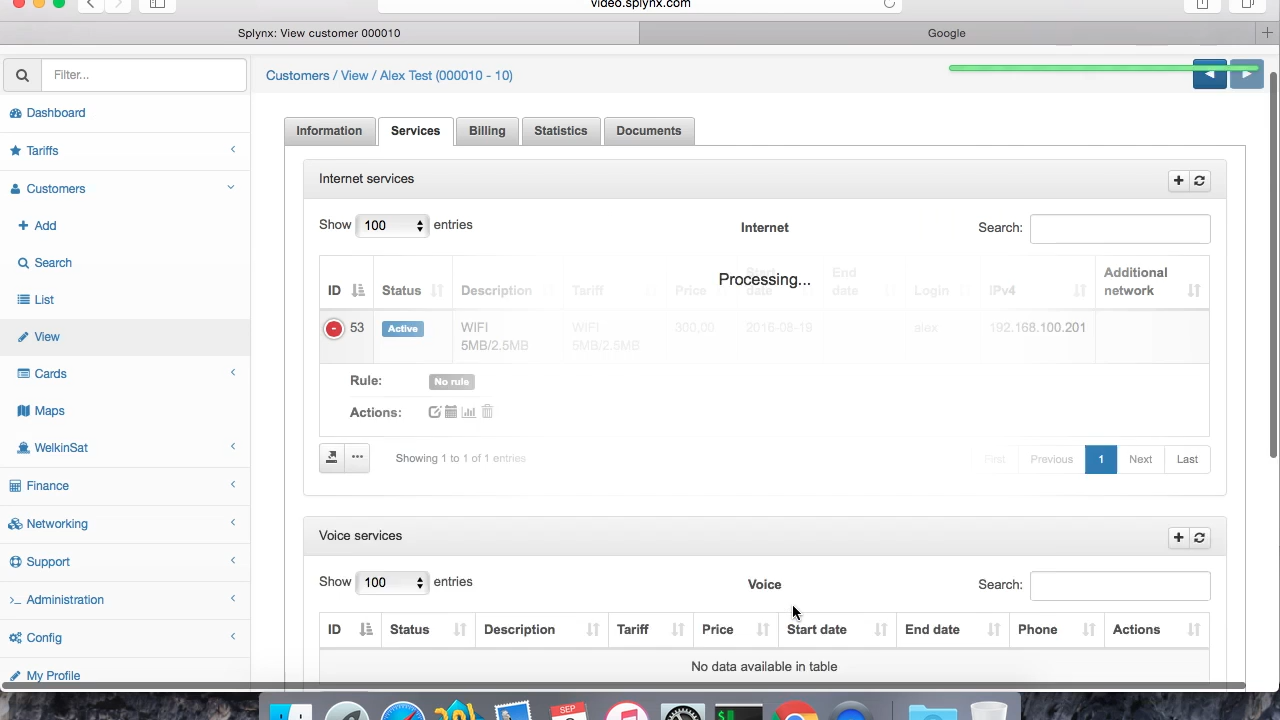 video.splynx.com
Splynx: View customer 000010
Google
Filter...
Customers / View / Alex Test (000010 - 10)
Dashboard
Tariffs
Customers
Add
Search
List
View
Cards
Maps
WelkinSat
Finance
Networking
Support
Administration
Config
My Profile
Information
Services
Billing
Statistics
Documents
Internet services
Show 100 entries
Internet
Search:
Processing...
ID
Status
Description
Tariff
Price
Start date
End date
Login
IPv4
Additional network
53
Active
WIFI 5MB/2.5MB
WIFI 5MB/2.5MB
300,00
2016-08-19
alex
192.168.100.201
Rule:
No rule
Actions:
Showing 1 to 1 of 1 entries
First
Previous
1
Next
Last
Voice services
Show 100 entries
Voice
Search:
ID
Status
Description
Tariff
Price
Start date
End date
Phone
Actions
No data available in table
SEP